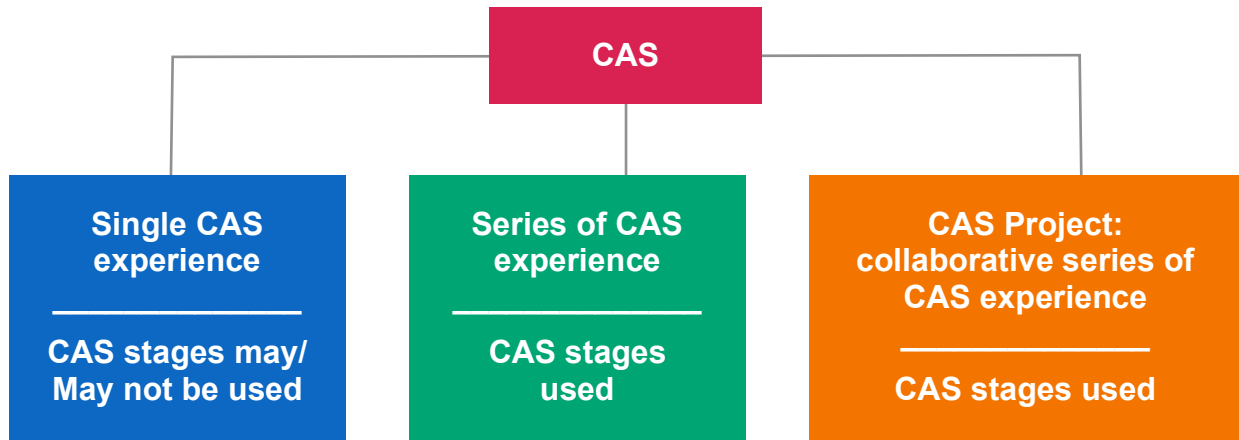 CAS
Single CAS
experience
CAS stages may/
May not be used
Series of CAS
experience
CAS stages
used
CAS Project:
collaborative series of
CAS experience
CAS stages used